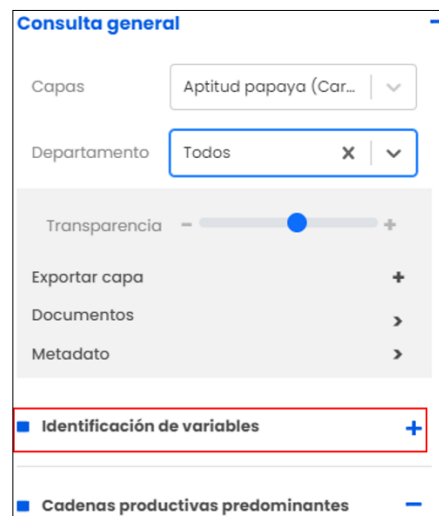 Consulta general
Capas Aptitud papaya (Car...
Departamento Todos
Transparencia
Exportar capa
Documentos
Metadato
Identificación de variables
Cadenas productivas predominantes